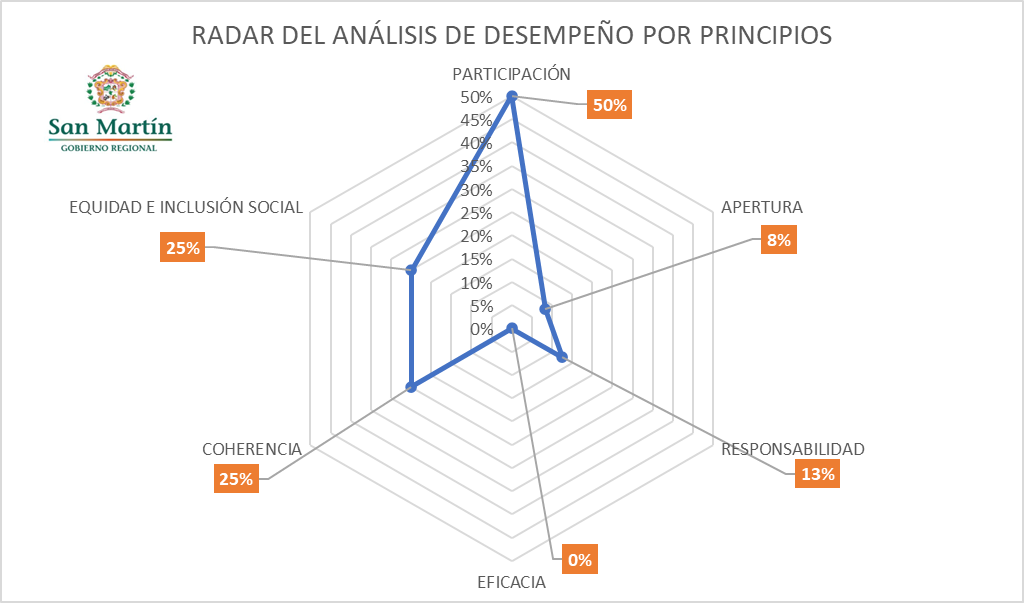 RADAR DEL ANÁLISIS DE DESEMPEÑO POR PRINCIPIOS
San Martín
GOBIERNO REGIONAL
PARTICIPACIÓN
50%
50%
45%
40%
35%
30%
25%
20%
15%
10%
5%
0%
APERTURA
8%
RESPONSABILIDAD
13%
EFICACIA
0%
COHERENCIA
25%
EQUIDAD E INCLUSIÓN SOCIAL
25%